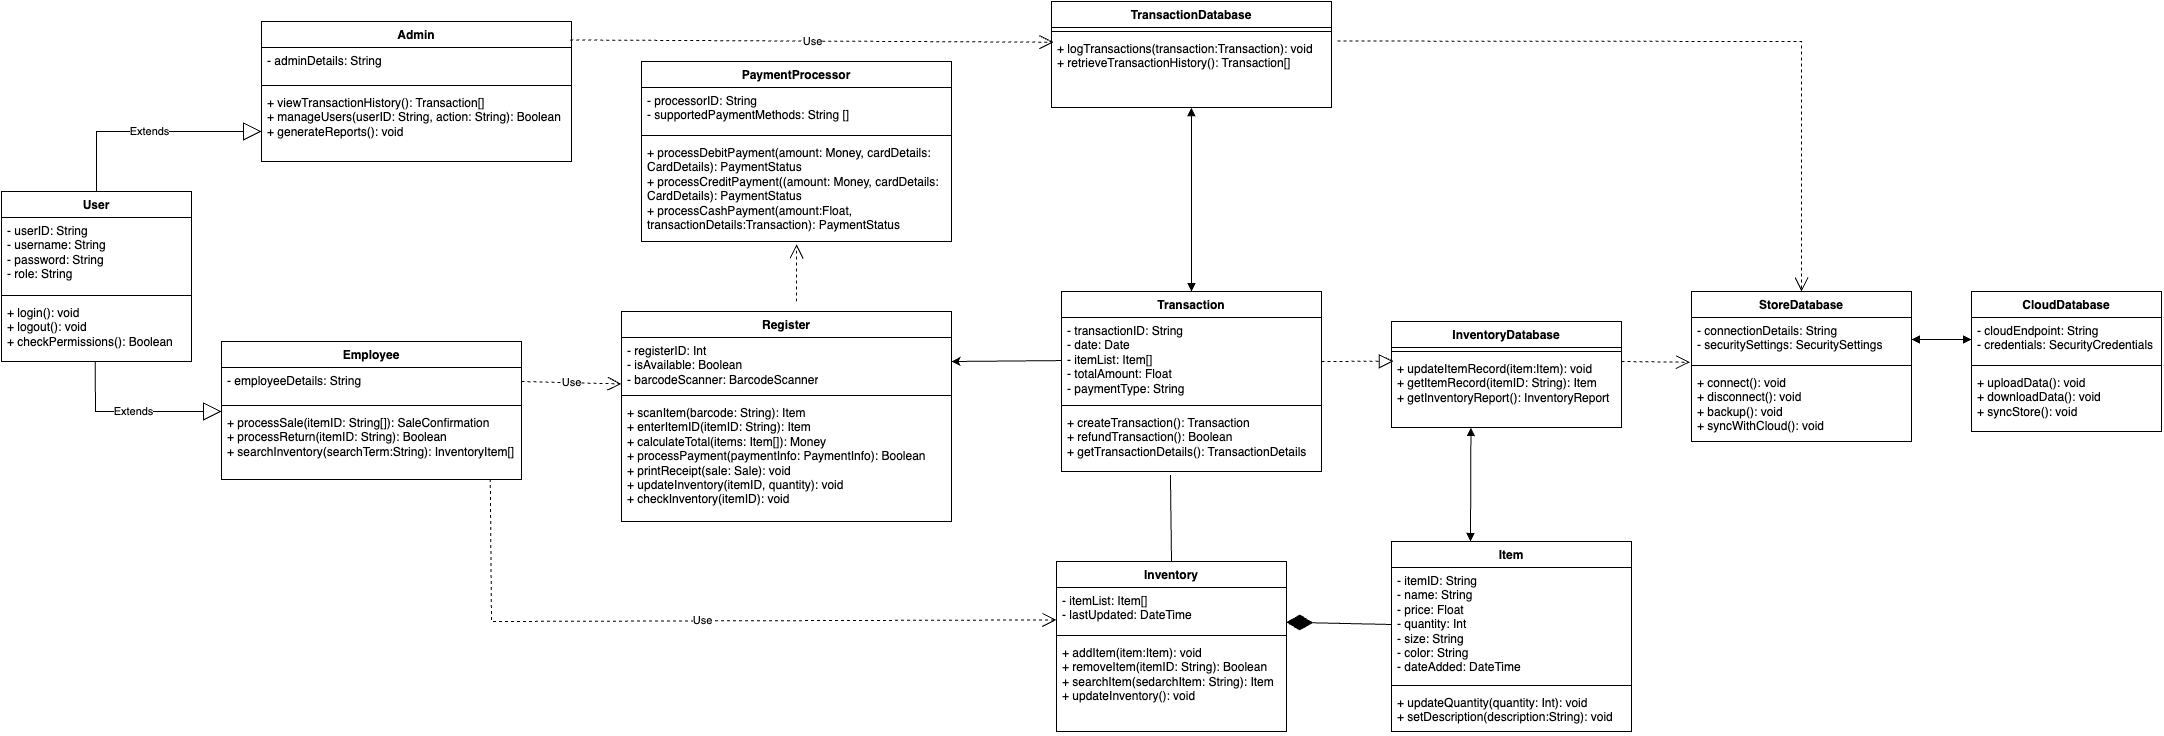 Admin
- adminDetails: String
+ viewTransactionHistory(): Transaction[]
+ manageUsers(userID: String, action: String): Boolean
+ generateReports(): void
Use
TransactionDatabase
+ logTransactions(transaction:Transaction): void
+ retrieveTransactionHistory(): Transaction[]
PaymentProcessor
- processorID: String
- supportedPaymentMethods: String []
+ processDebitPayment(amount: Money, cardDetails:
CardDetails): PaymentStatus
+ processCreditPayment((amount: Money, cardDetails:
CardDetails): PaymentStatus
+ processCashPayment(amount:Float,
transactionDetails:Transaction): PaymentStatus
Extends
User
- userID: String
- username: String
- password: String
- role: String
+ login(): void
+ logout(): void
+ checkPermissions(): Boolean
Extends
Employee
- employeeDetails: String
+ processSale(itemID: String[]): SaleConfirmation
+ processReturn(itemID: String): Boolean
+ searchInventory(searchTerm:String): InventoryItem[]
Use
Register
- registerID: Int
- isAvailable: Boolean
- barcodeScanner: BarcodeScanner
+ scanItem(barcode: String): Item
+ enterItemID(itemID: String): Item
+ calculateTotal(items: Item[]): Money
+ processPayment(paymentInfo: PaymentInfo): Boolean
+ printReceipt(sale: Sale): void
+ updateInventory(itemID, quantity): void
+ checkInventory(itemID): void
Transaction
- transactionID: String
- date: Date
- itemList: Item[]
- totalAmount: Float
- paymentType: String
+ createTransaction(): Transaction
+ refundTransaction(): Boolean
+ getTransactionDetails(): TransactionDetails
InventoryDatabase
+ updateItemRecord(item:Item): void
+ getItemRecord(itemID: String): Item
+ getInventoryReport(): InventoryReport
StoreDatabase
- connectionDetails: String
- securitySettings: SecuritySettings
+ connect(): void
+ disconnect(): void
+ backup(): void
+ syncWithCloud(): void
CloudDatabase
- cloudEndpoint: String
- credentials: SecurityCredentials
+ uploadData(): void
+ downloadData(): void
+ syncStore(): void
Use
Inventory
- itemList: Item[]
- lastUpdated: DateTime
+ addItem(item:Item): void
+ removeItem(itemID: String): Boolean
+ searchItem(sedarchItem: String): Item
+ updateInventory(): void
Item
- itemID: String
- name: String
- price: Float
- quantity: Int
- size: String
- color: String
- dateAdded: DateTime
+ updateQuantity(quantity: Int): void
+ setDescription(description:String): void